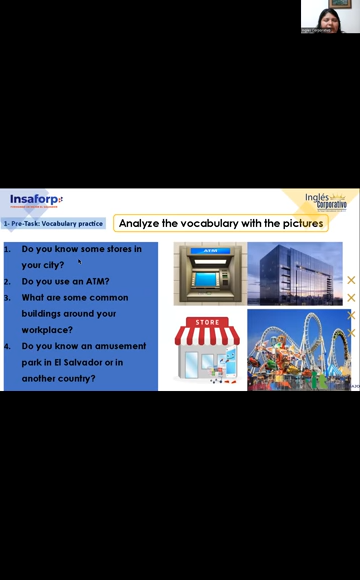 Insaforp
Inglés
Corporativo
1- Pre-Task: Vocabulary practice
Analyze the vocabulary with the pictures
1. Do you know some stores in
your city?
2. Do you use an ATM?
3. What are some common
buildings around your
workplace?
4. Do you know an amusement
park in El Salvador or in
another country?
ATM
STORE